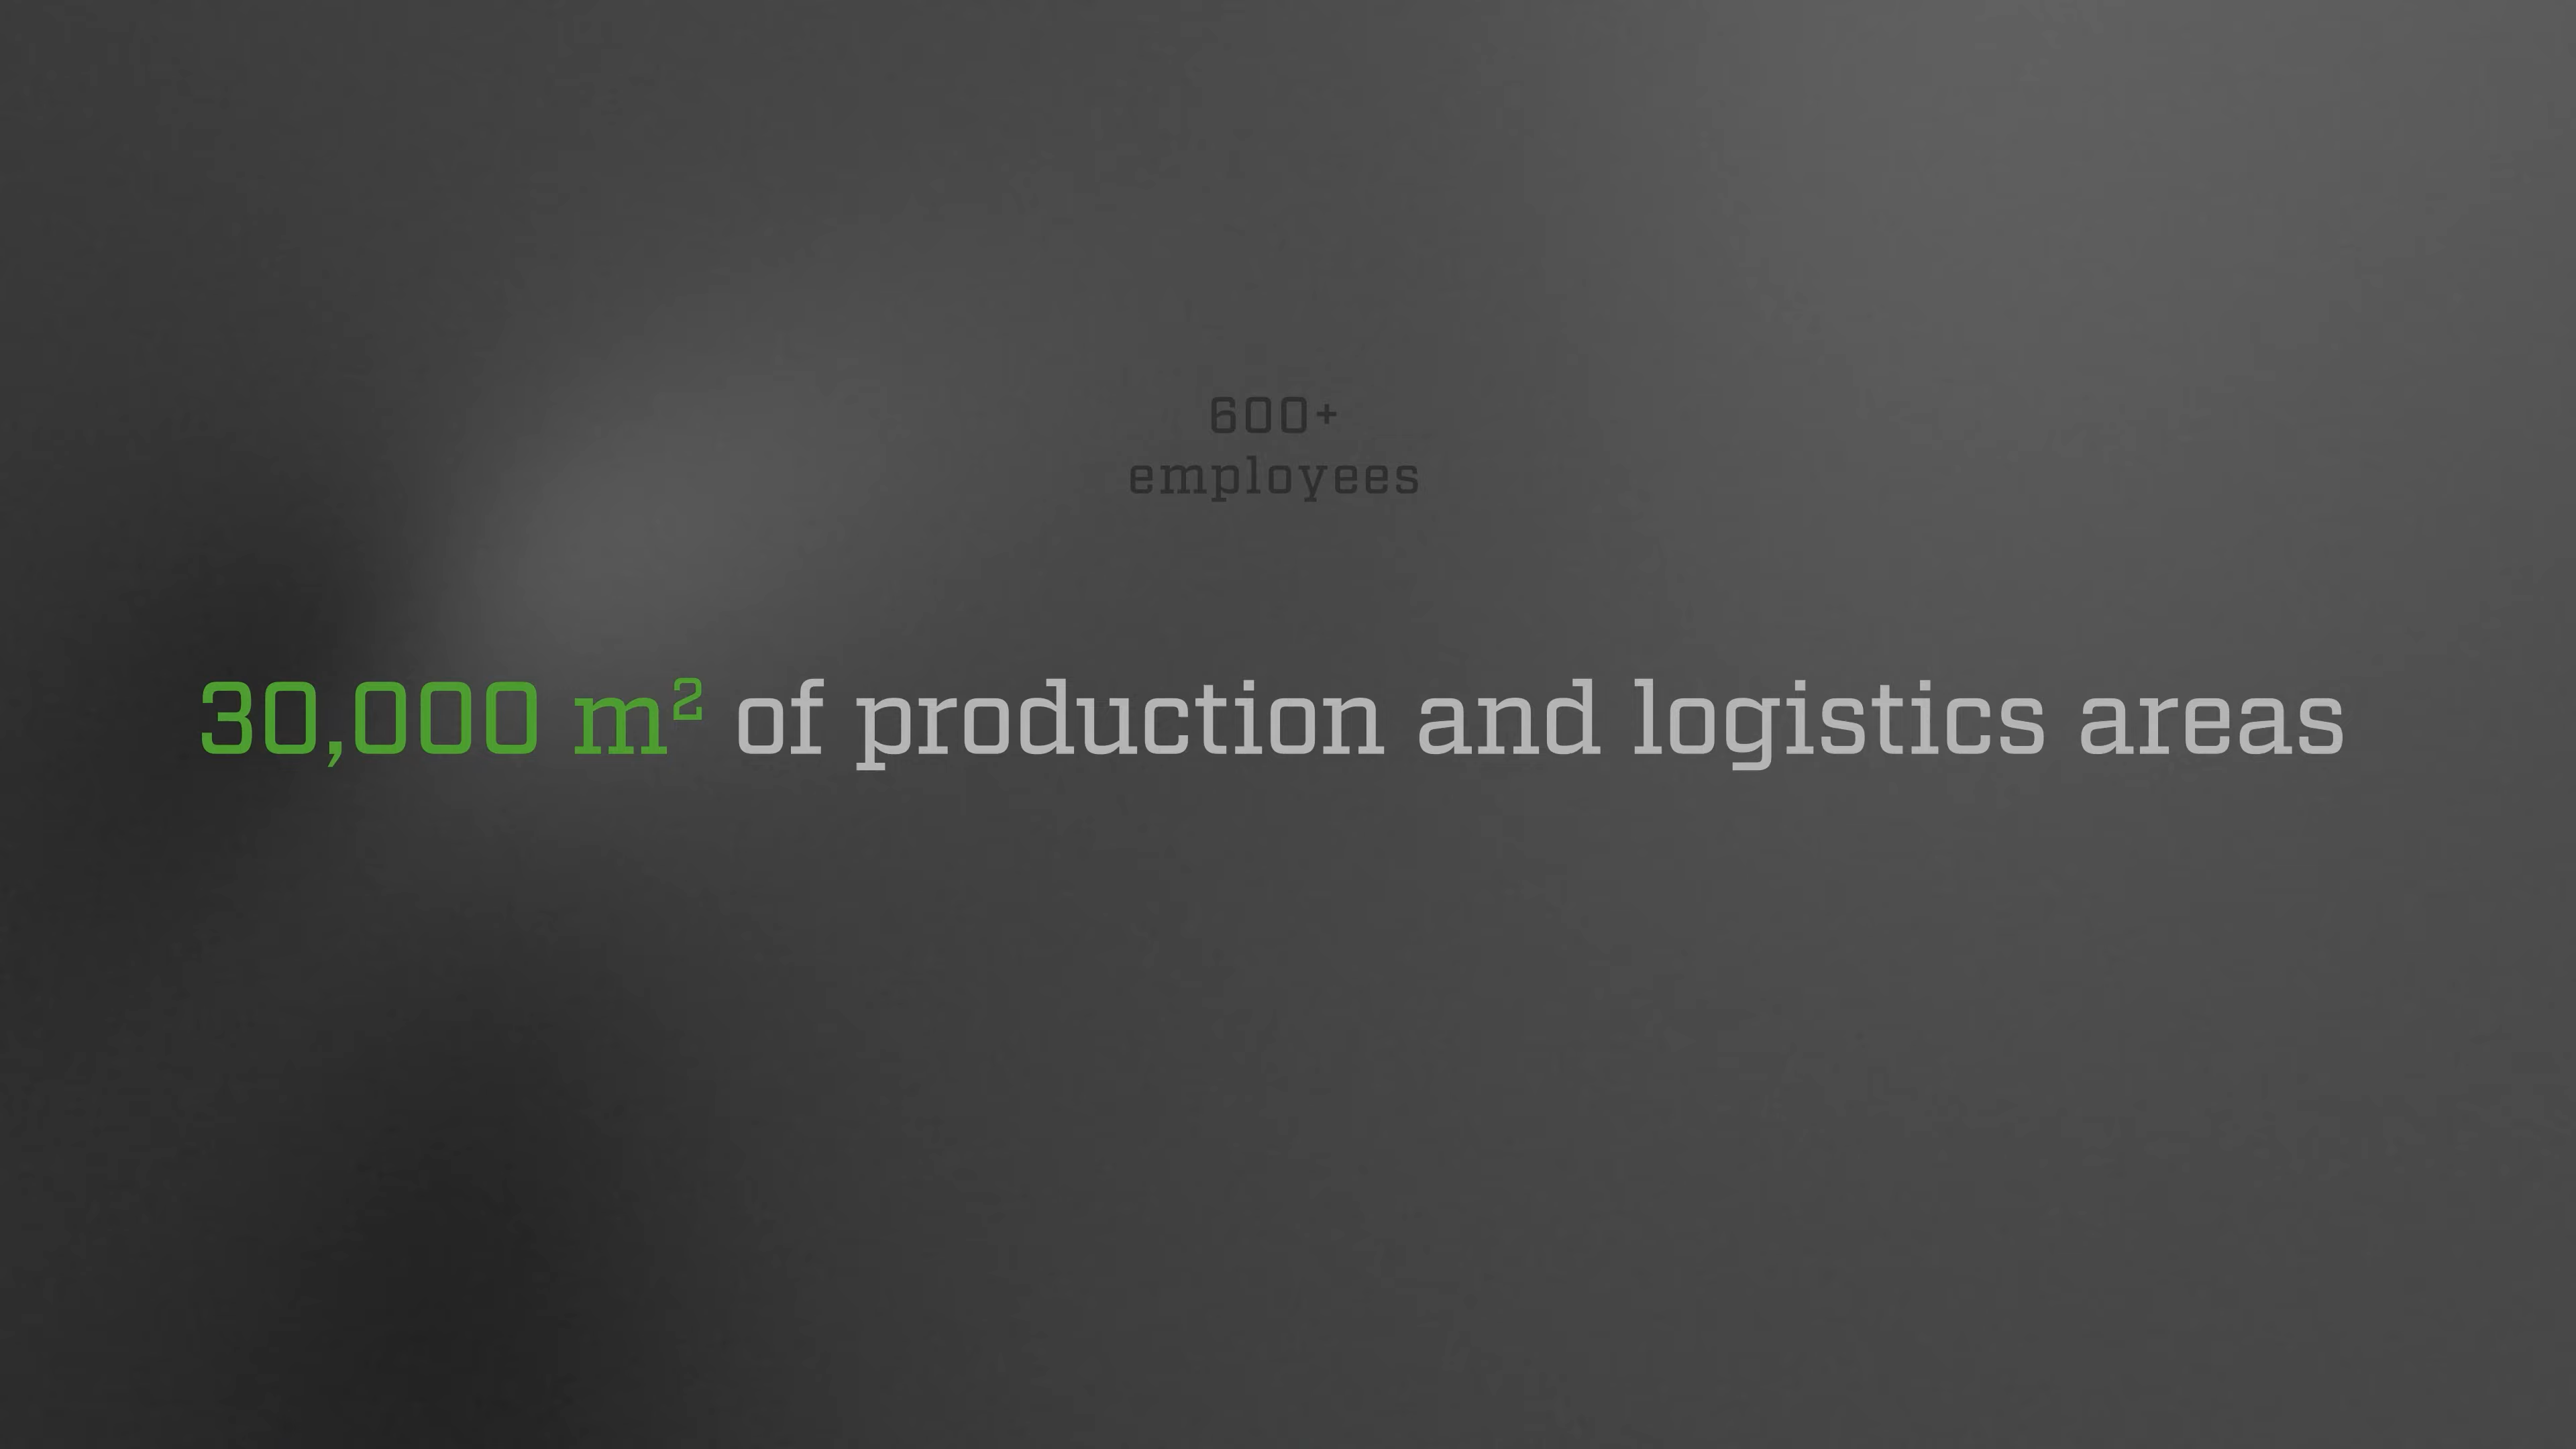 600+
employees
30,000 m² of production and logistics areas